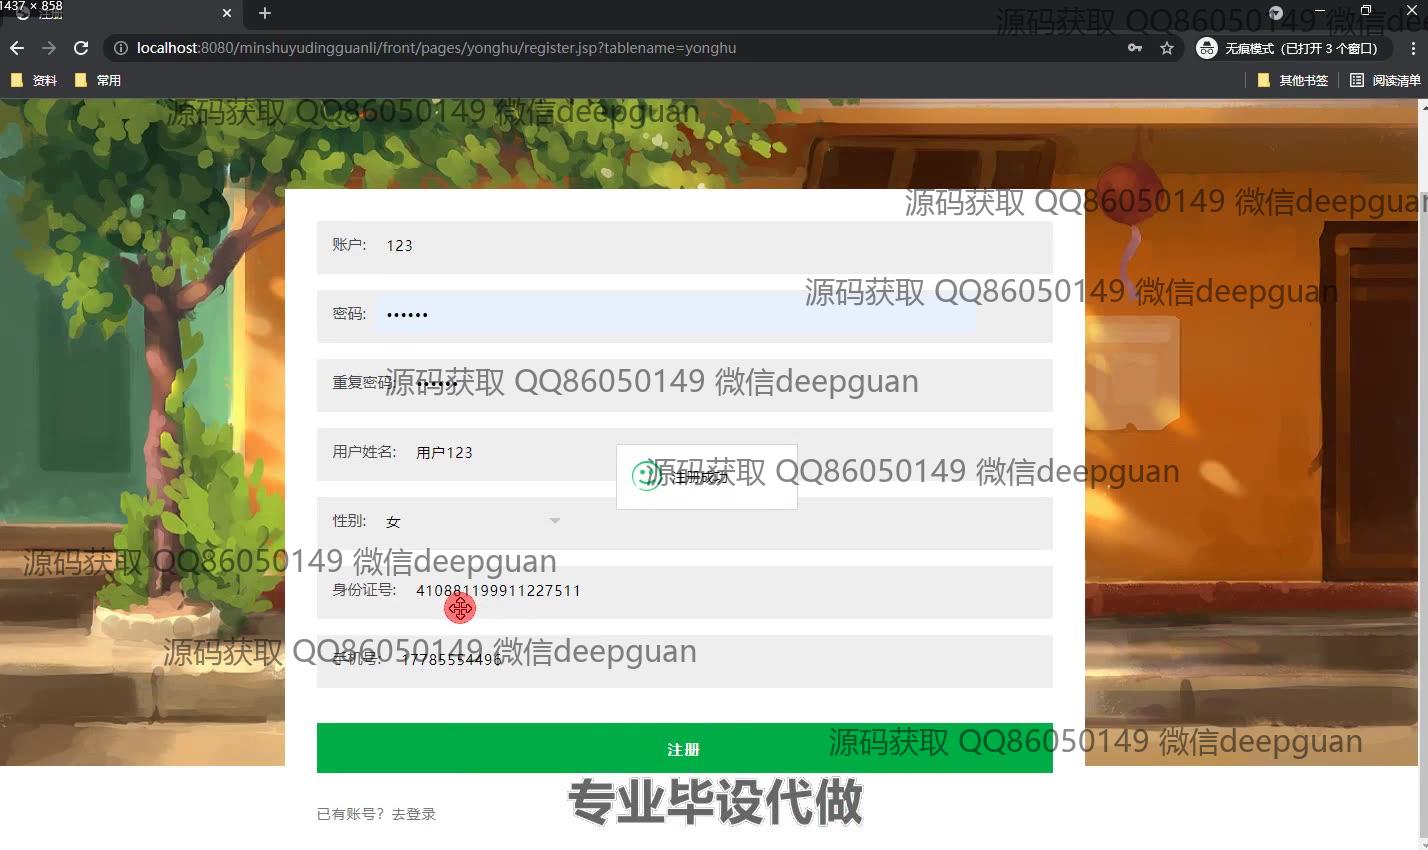 1437 × 858
注册
源码获取 QQ86050149 微信dee
localhost:8080/minshuyudingguanli/front/pages/yonghu/register.jsp?tablename=yonghu
无痕模式 (已打开 3 个窗口)
资料
常用
其他书签
阅读清单
源码获取 QQ86050149 微信deepguan
源码获取 QQ86050149 微信deepguan
账户: 123
源码获取 QQ86050149 微信deepguan
密码: ••••••
重复密码: ••••••
源码获取 QQ86050149 微信deepguan
用户姓名: 用户123
源码获取 QQ86050149 微信deepguan
注册成功
性别: 女
源码获取 QQ86050149 微信deepguan
身份证号: 410881199911227511
源码获取 QQ86050149 微信deepguan
手机号: 17785554496
注册
源码获取 QQ86050149 微信deepguan
专业毕设代做
已有账号? 去登录